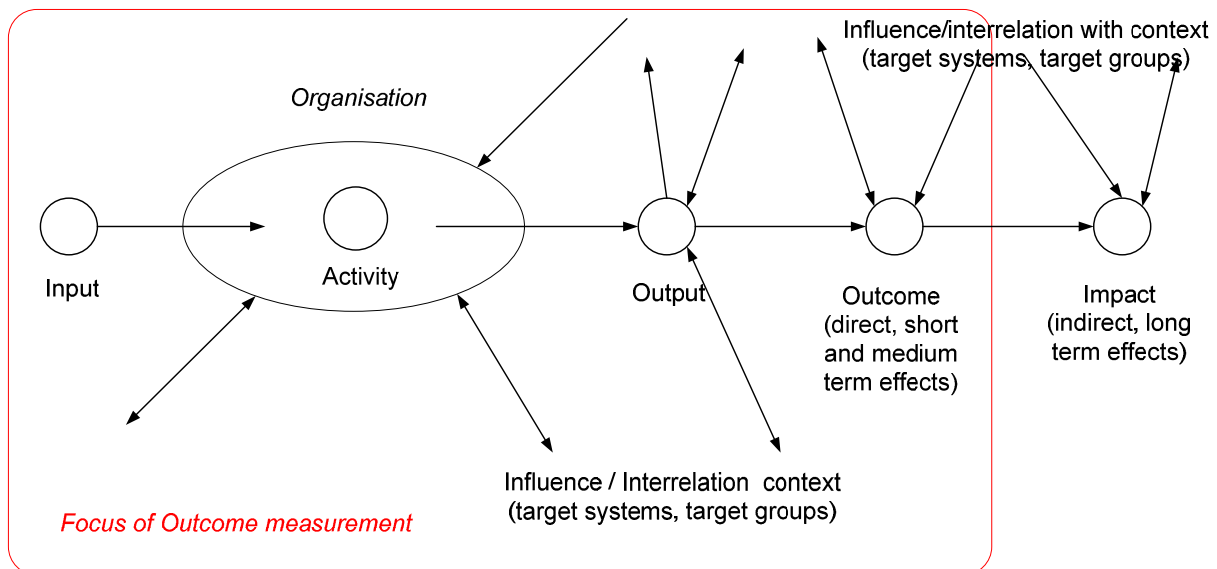 Influence/interrelation with context
(target systems, target groups)
Organisation
Input
Activity
Output
Outcome
(direct, short
and medium
term effects)
Impact
(indirect, long
term effects)
Influence / Interrelation context
(target systems, target groups)
Focus of Outcome measurement